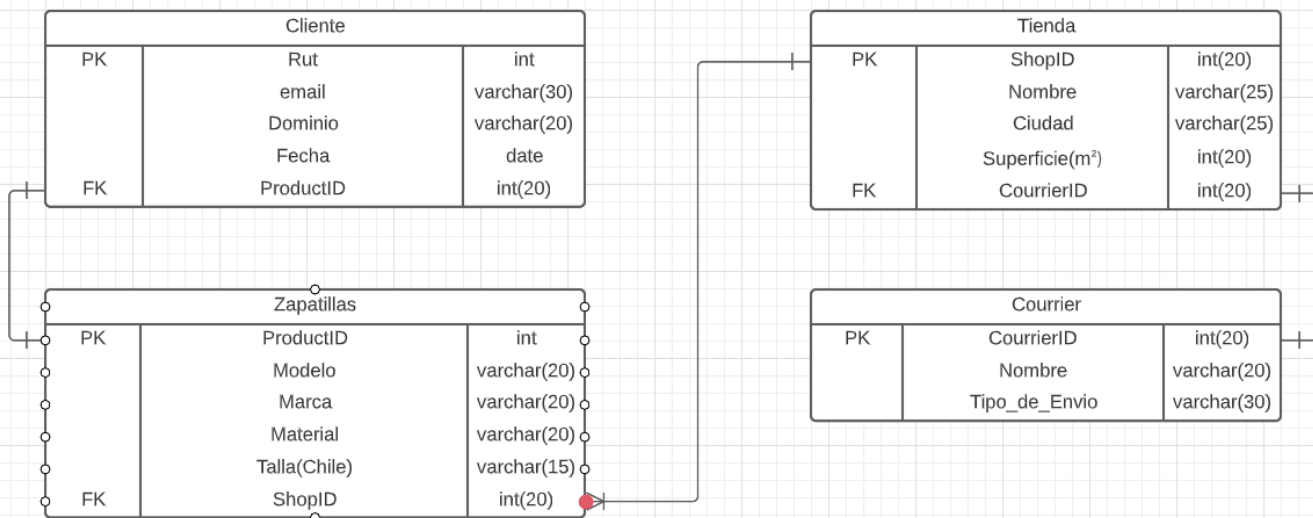 Cliente
PK Rut int
email varchar(30)
Dominio varchar(20)
Fecha date
FK ProductID int(20)
Tienda
PK ShopID int(20)
Nombre varchar(25)
Ciudad varchar(25)
Superficie(m²) int(20)
FK CourrierID int(20)
Zapatillas
PK ProductID int
Modelo varchar(20)
Marca varchar(20)
Material varchar(20)
Talla(Chile) varchar(15)
FK ShopID int(20)
Courrier
PK CourrierID int(20)
Nombre varchar(20)
Tipo_de_Envio varchar(30)